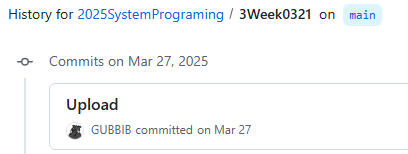 History for 2025SystemPrograming / 3Week0321 on main
Commits on Mar 27, 2025
Upload
GUBBIB committed on Mar 27